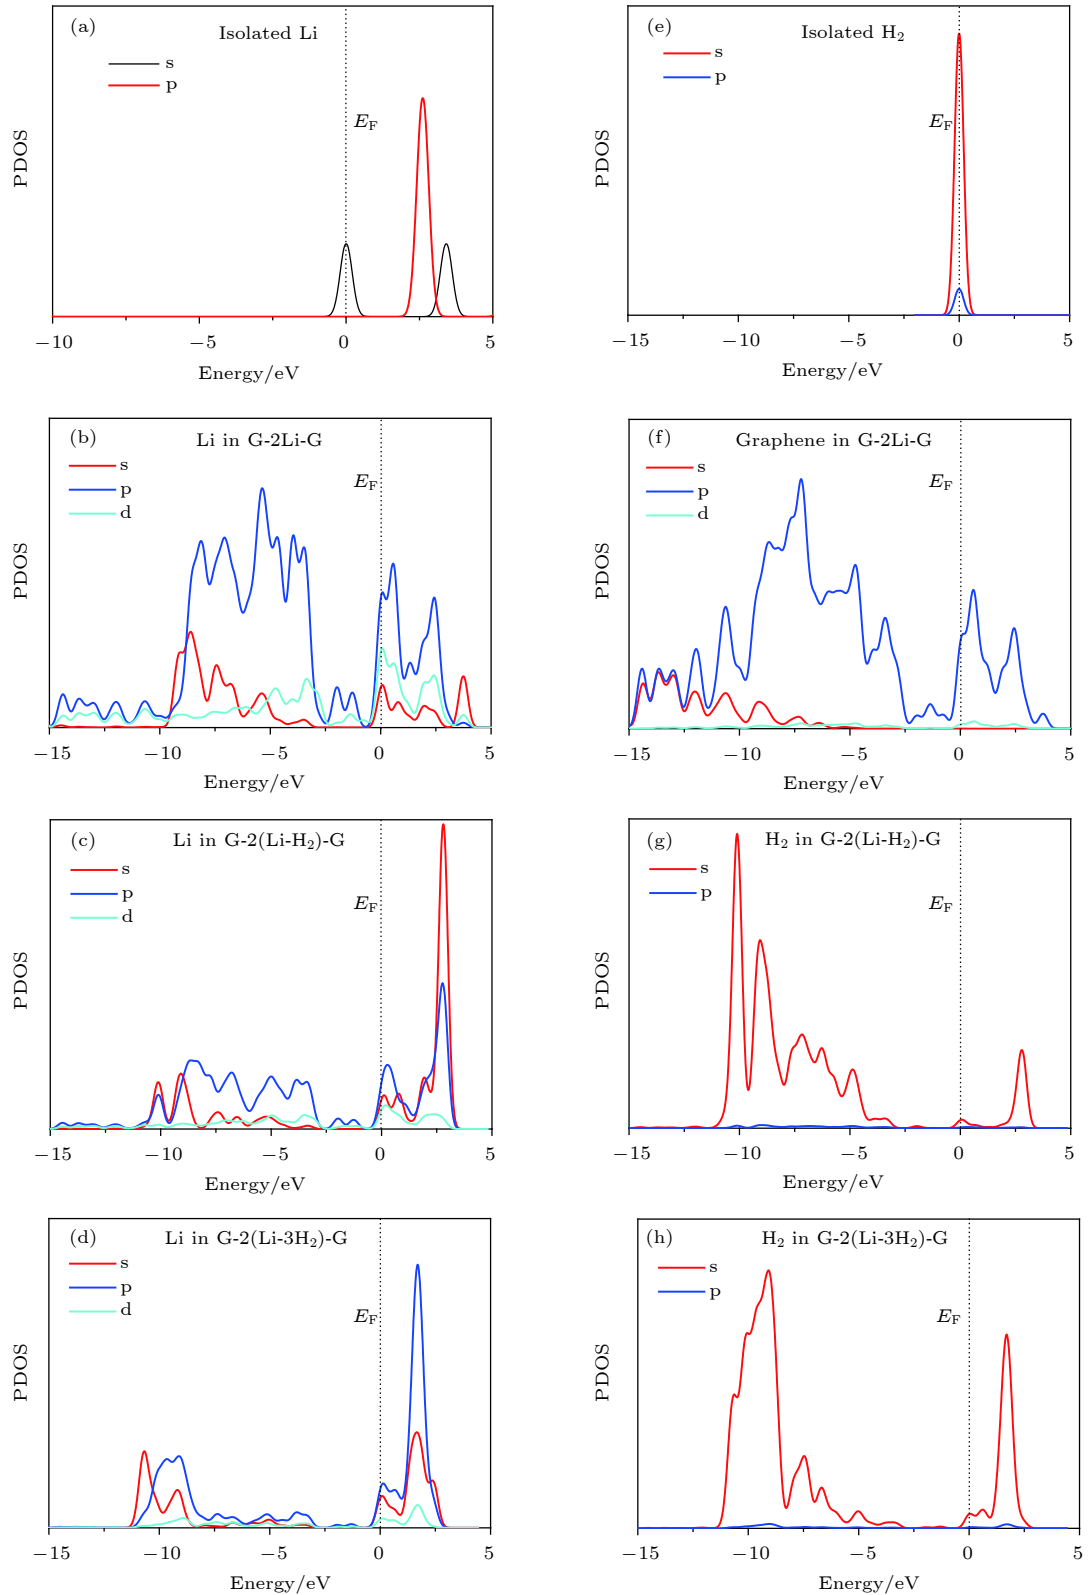 (a)
Isolated Li
s
p
E_F
PDOS
−10
−5
0
5
Energy/eV
(e)
Isolated H₂
s
p
E_F
PDOS
−15
−10
−5
0
5
Energy/eV
(b)
Li in G-2Li-G
s
p
d
E_F
PDOS
−15
−10
−5
0
5
Energy/eV
(f)
Graphene in G-2Li-G
s
p
d
E_F
PDOS
−15
−10
−5
0
5
Energy/eV
(c)
Li in G-2(Li-H₂)-G
s
p
d
E_F
PDOS
−15
−10
−5
0
5
Energy/eV
(g)
H₂ in G-2(Li-H₂)-G
s
p
E_F
PDOS
−15
−10
−5
0
5
Energy/eV
(d)
Li in G-2(Li-3H₂)-G
s
p
d
E_F
PDOS
−15
−10
−5
0
5
Energy/eV
(h)
H₂ in G-2(Li-3H₂)-G
s
p
E_F
PDOS
−15
−10
−5
0
5
Energy/eV